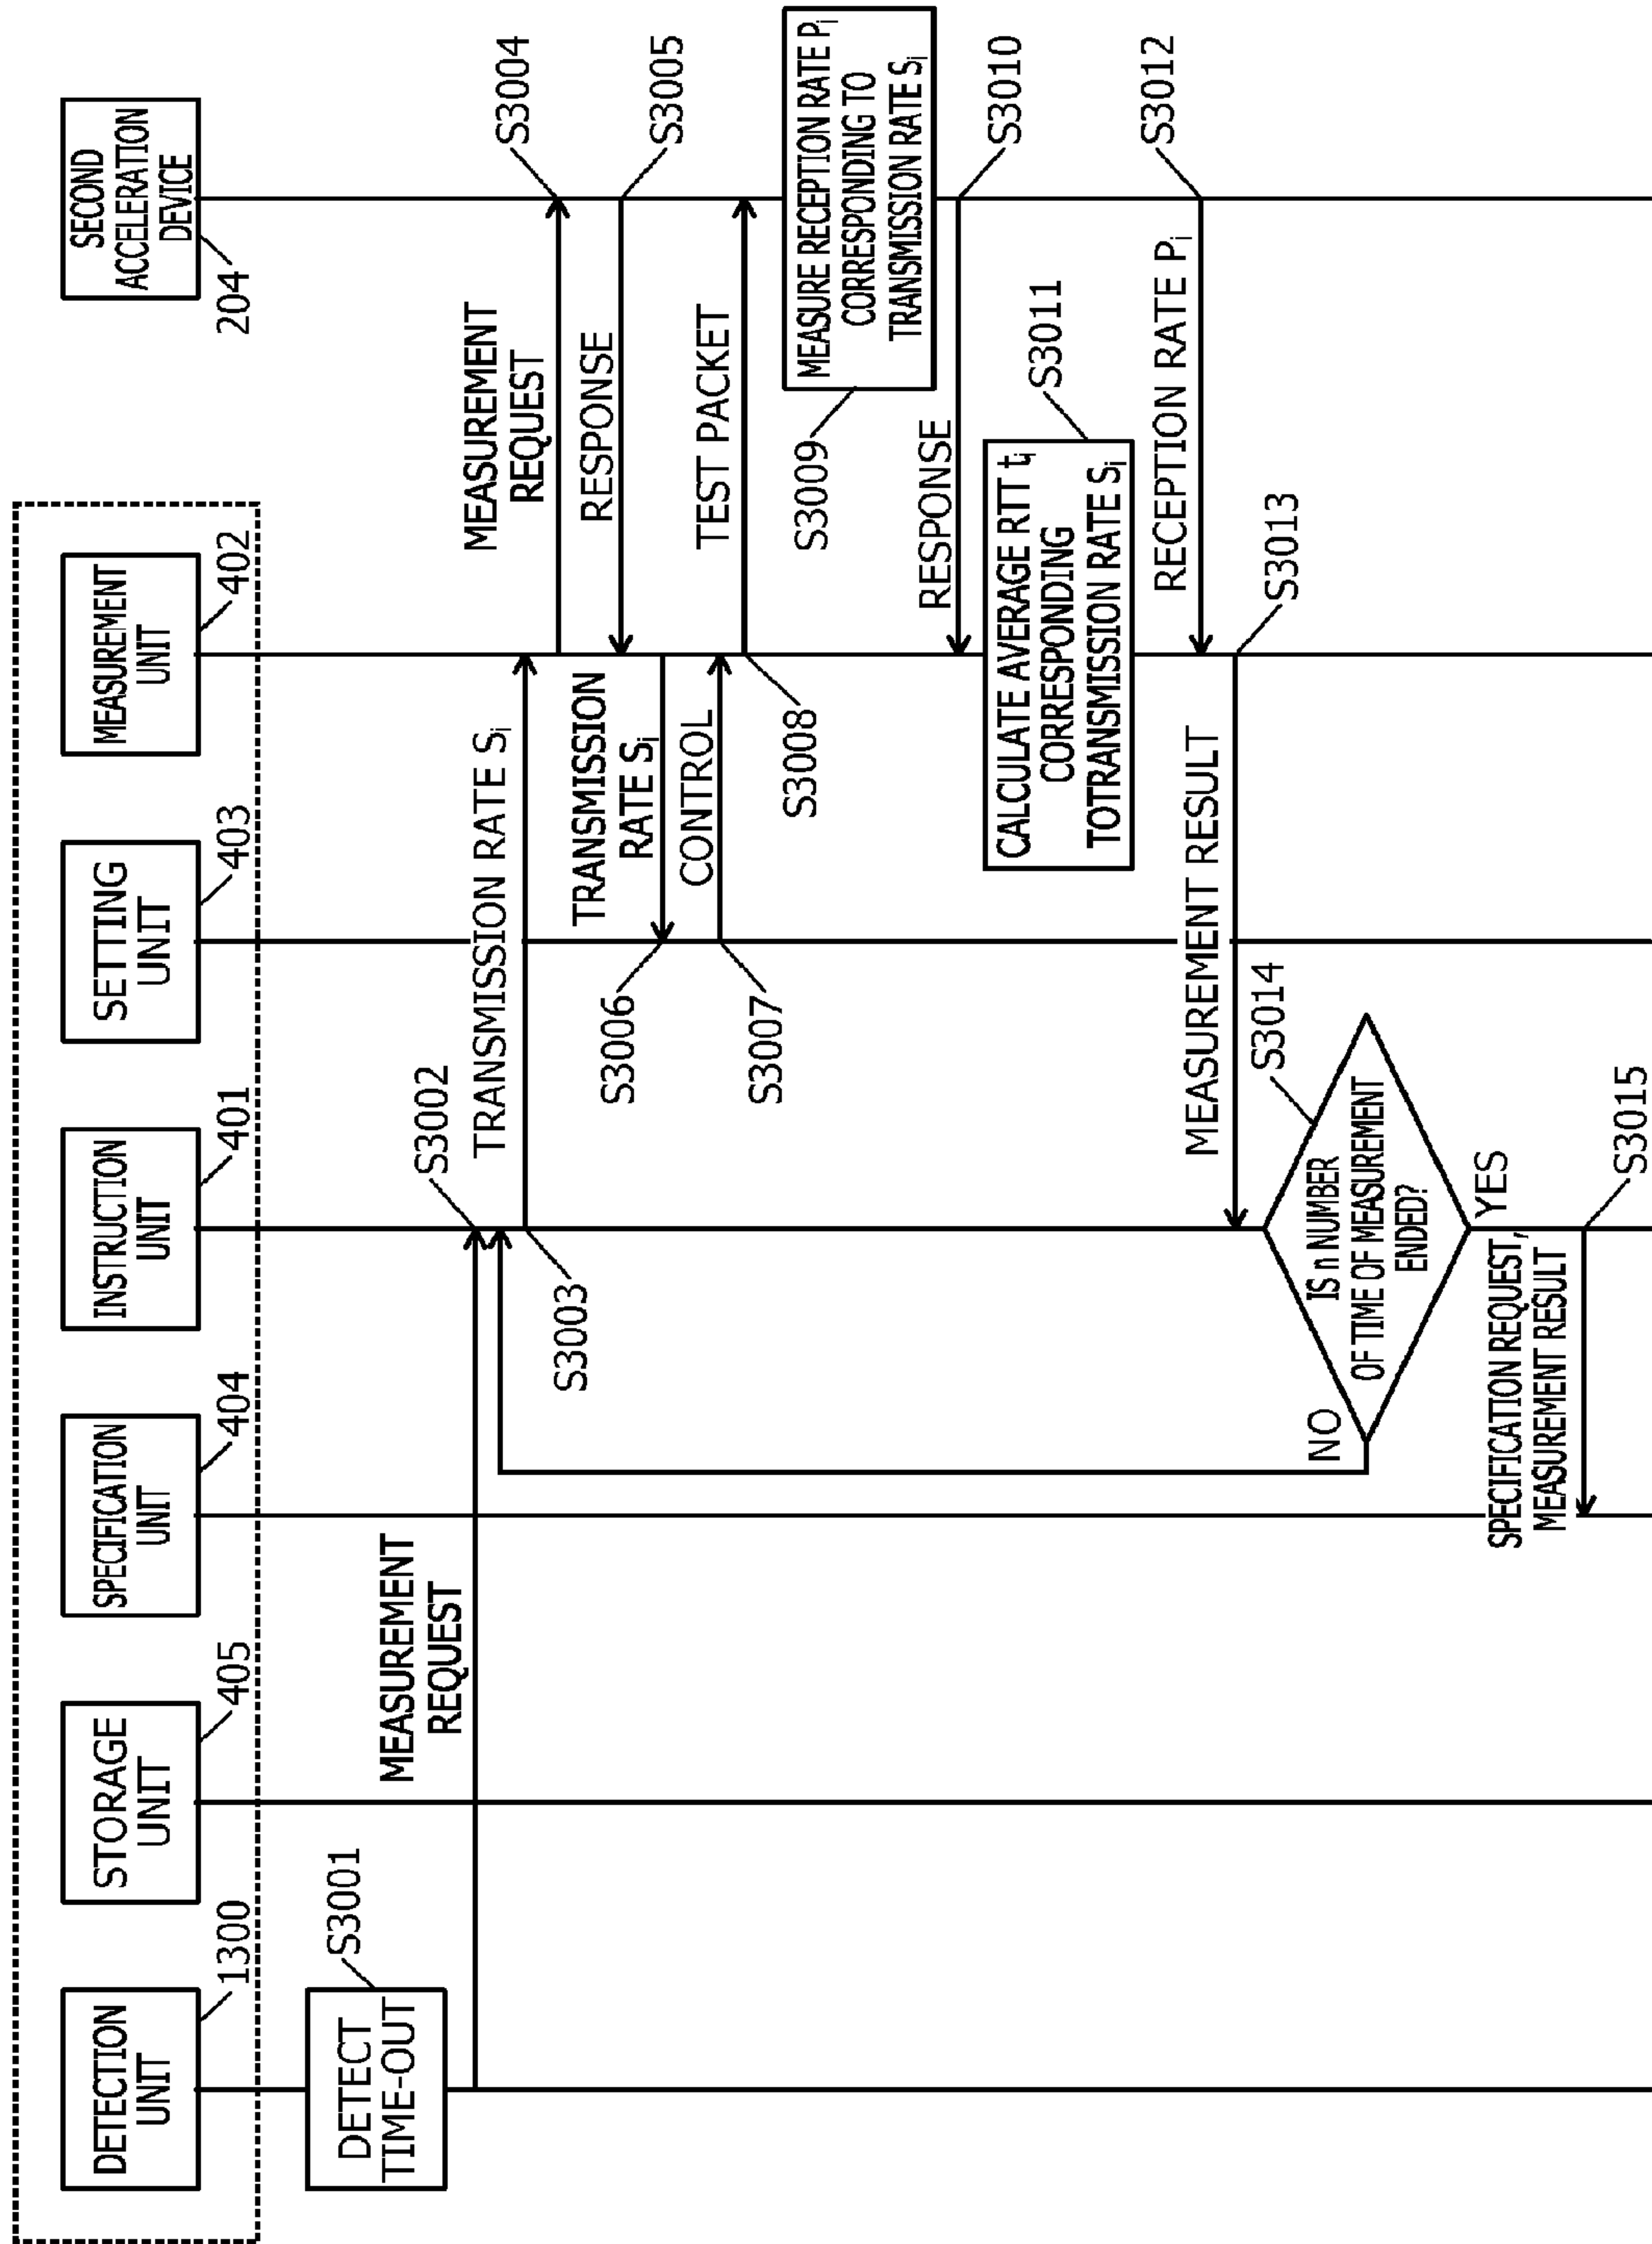 DETECTION
UNIT
1300
STORAGE
UNIT
405
SPECIFICATION
UNIT
404
INSTRUCTION
UNIT
401
SETTING
UNIT
403
MEASUREMENT
UNIT
402
SECOND
ACCELERATION
DEVICE
204
DETECT
TIME-OUT
S3001
MEASUREMENT
REQUEST
S3002
S3003
TRANSMISSION RATE Si
MEASUREMENT
REQUEST
S3004
RESPONSE
S3005
TRANSMISSION
RATE Si
S3006
CONTROL
S3007
TEST PACKET
S3008
MEASURE RECEPTION RATE Pi
CORRESPONDING TO
TRANSMISSION RATE Si
S3009
RESPONSE
S3010
CALCULATE AVERAGE RTT ti
CORRESPONDING
TOTRANSMISSION RATE Si
S3011
RECEPTION RATE Pi
S3012
MEASUREMENT RESULT
S3013
IS n NUMBER
OF TIME OF MEASUREMENT
ENDED?
S3014
NO
YES
SPECIFICATION REQUEST,
MEASUREMENT RESULT
S3015